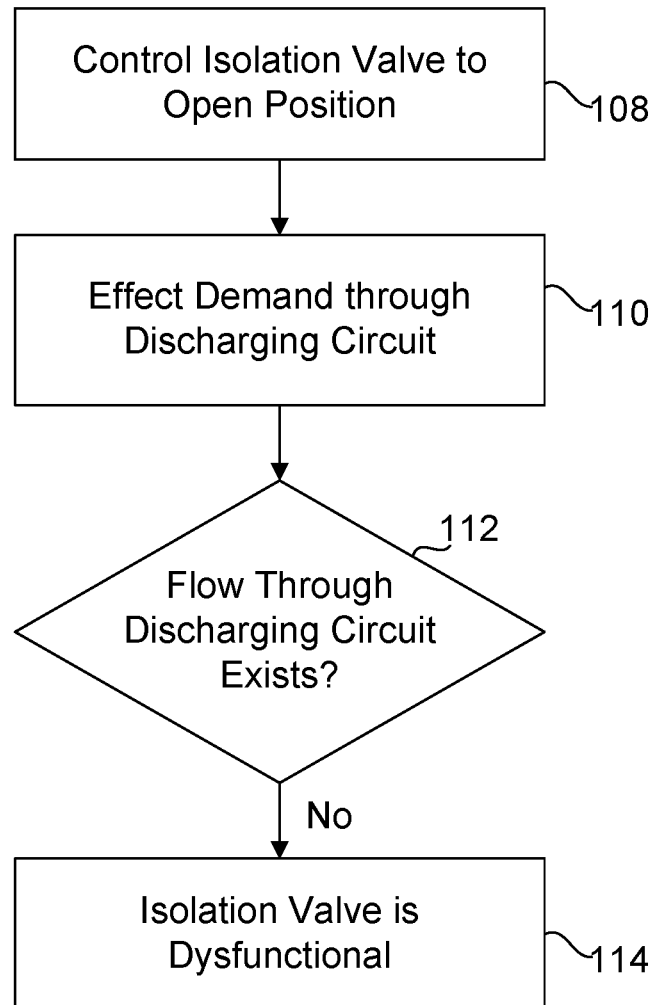 Control Isolation Valve to
Open Position
108
Effect Demand through
Discharging Circuit
110
112
Flow Through
Discharging Circuit
Exists?
No
Isolation Valve is
Dysfunctional
114